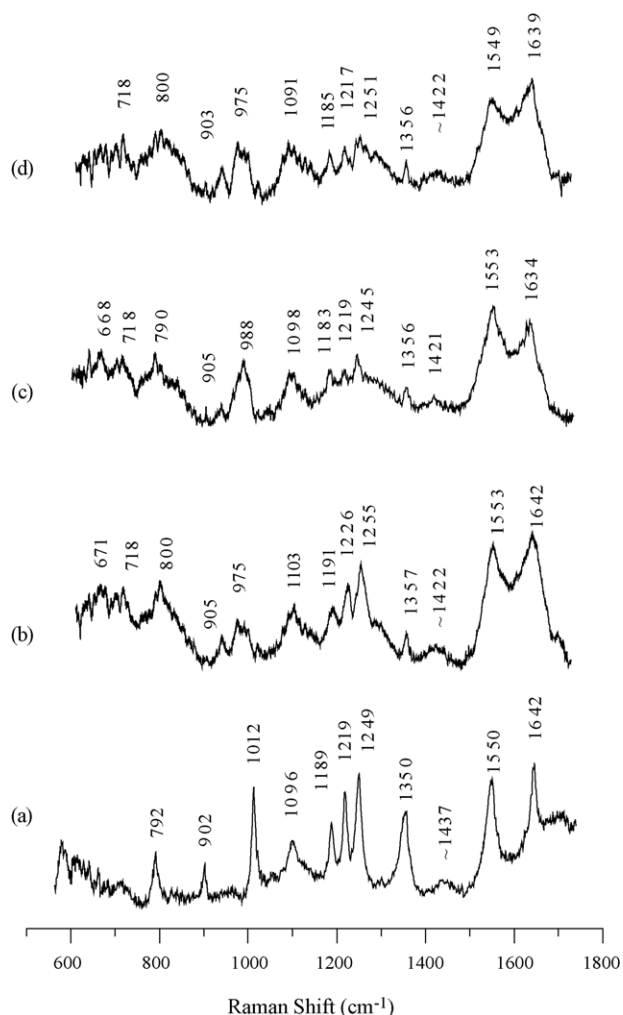 718 800 903 975 1091 1185 1217 1251 1356 ~1422 1549 1639
(d)
668 718 790 905 988 1098 1183 1219 1245 1356 1421 1553 1634
(c)
671 718 800 905 975 1103 1191 1226 1255 1357 ~1422 1553 1642
(b)
792 902 1012 1096 1189 1219 1249 1350 ~1437 1550 1642
(a)
600 800 1000 1200 1400 1600 1800
Raman Shift (cm⁻¹)